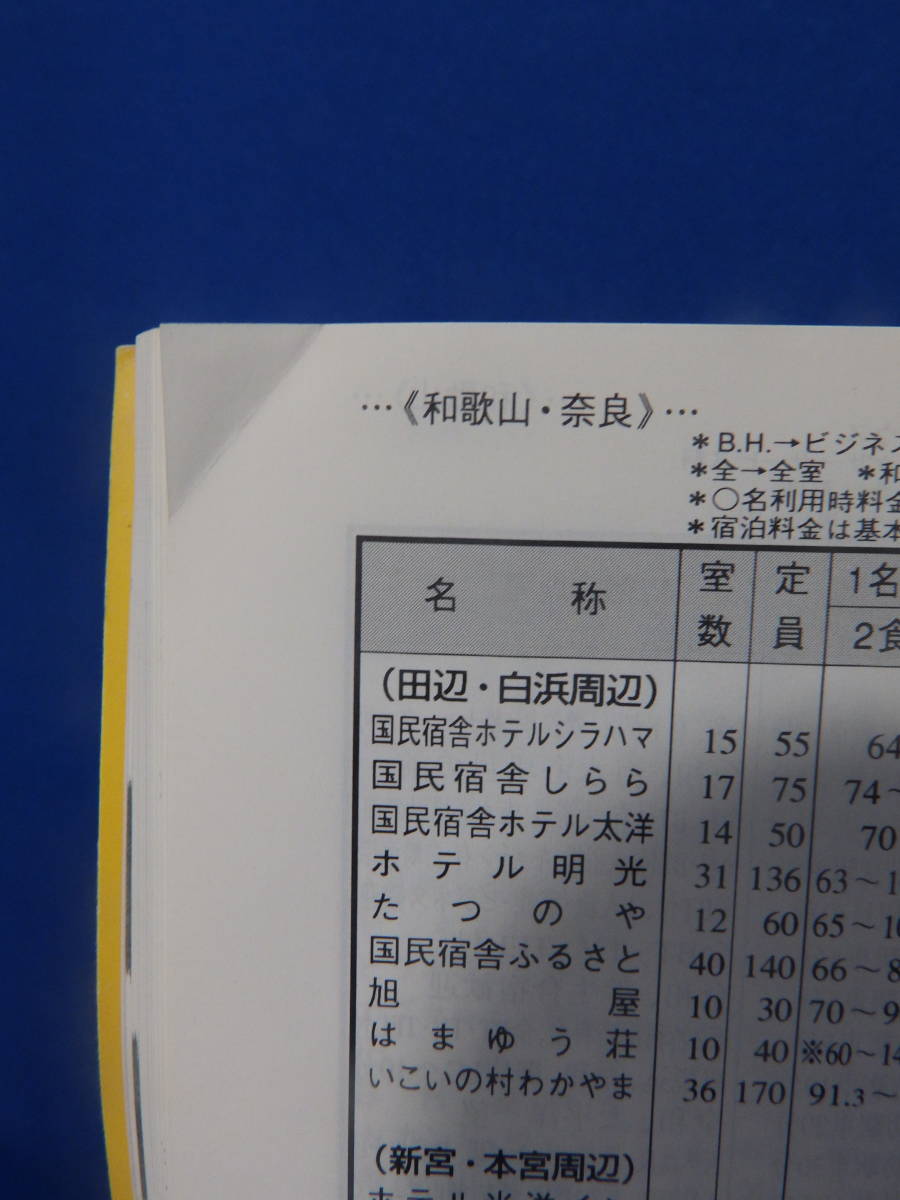 …《和歌山・奈良》…
＊B.H.→ビジネス
＊全→全室　＊和
＊○名利用時料金
＊宿泊料金は基本
名称 室数 定員 1名
2食
(田辺・白浜周辺)
国民宿舎ホテルシラハマ 15 55 64
国民宿舎しらら 17 75 74～
国民宿舎ホテル太洋 14 50 70
ホテル明光 31 136 63～1
たつのや 12 60 65～10
国民宿舎ふるさと 40 140 66～8
旭屋 10 30 70～9
はまゆう荘 10 40 ※60～14
いこいの村わかやま 36 170 91.3～
(新宮・本宮周辺)